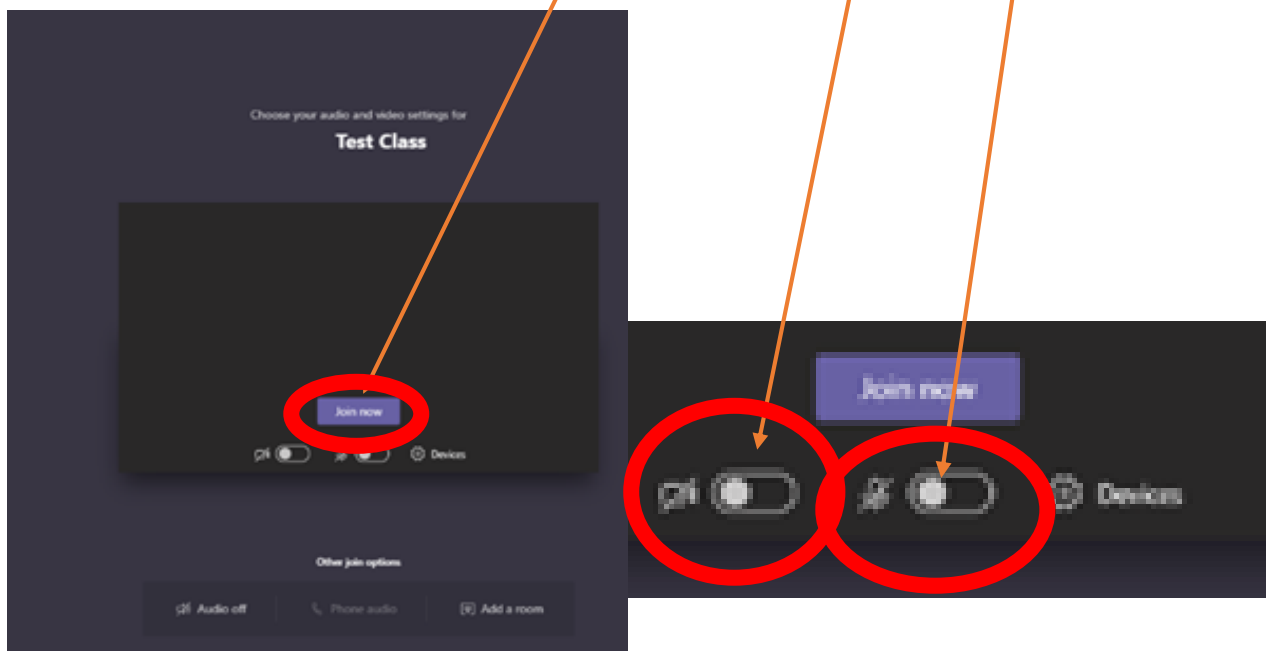 Choose your audio and video settings for
Test Class
Join now
Devices
Other join options
Audio off
Phone audio
Add a room
Join now
Devices